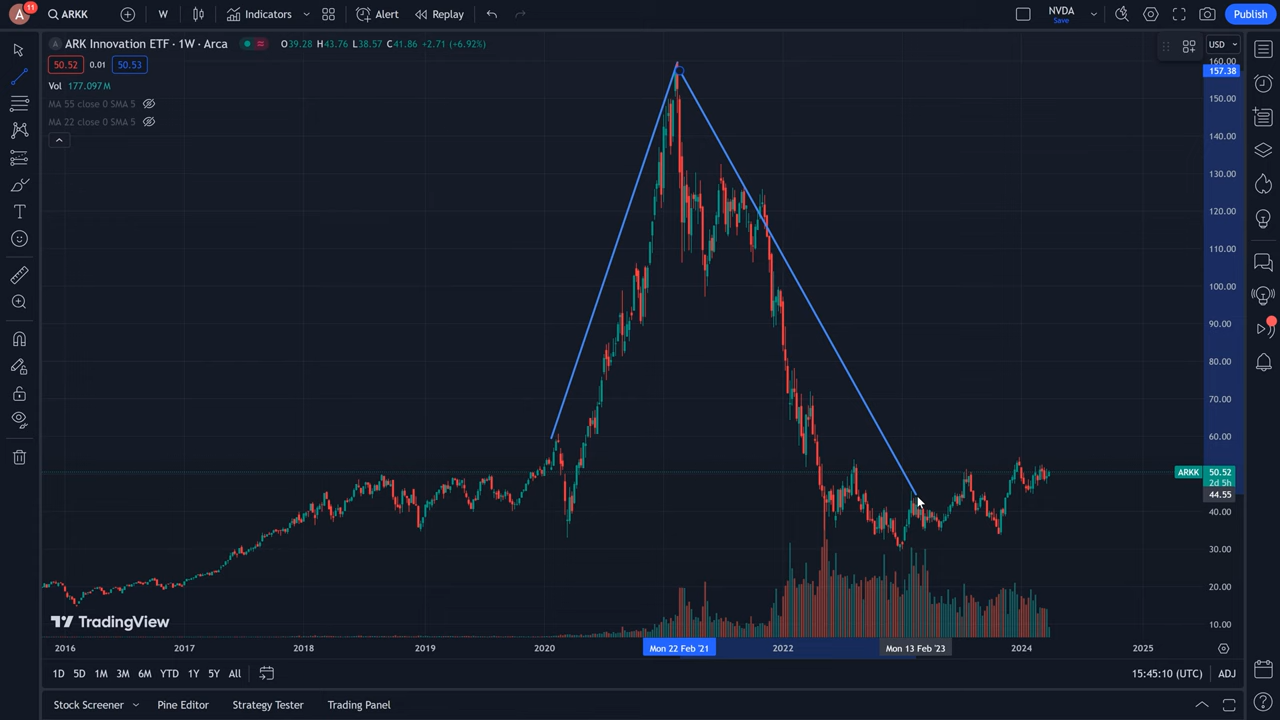 A 11 ARKK W Indicators Alert Replay NVDA Save Publish
A ARK Innovation ETF · 1W · Arca O39.28 H43.76 L38.57 C41.86 +2.71 (+6.92%) USD
50.52 0.01 50.53
Vol 177.097M
MA 55 close 0 SMA 5
MA 22 close 0 SMA 5
160.00
157.38
150.00
140.00
130.00
120.00
110.00
100.00
90.00
80.00
70.00
60.00
ARKK 50.52
2d 5h
44.55
40.00
30.00
20.00
10.00
TradingView
2016 2017 2018 2019 2020 Mon 22 Feb '21 2022 Mon 13 Feb '23 2024 2025
1D 5D 1M 3M 6M YTD 1Y 5Y All 15:45:10 (UTC) ADJ
Stock Screener Pine Editor Strategy Tester Trading Panel